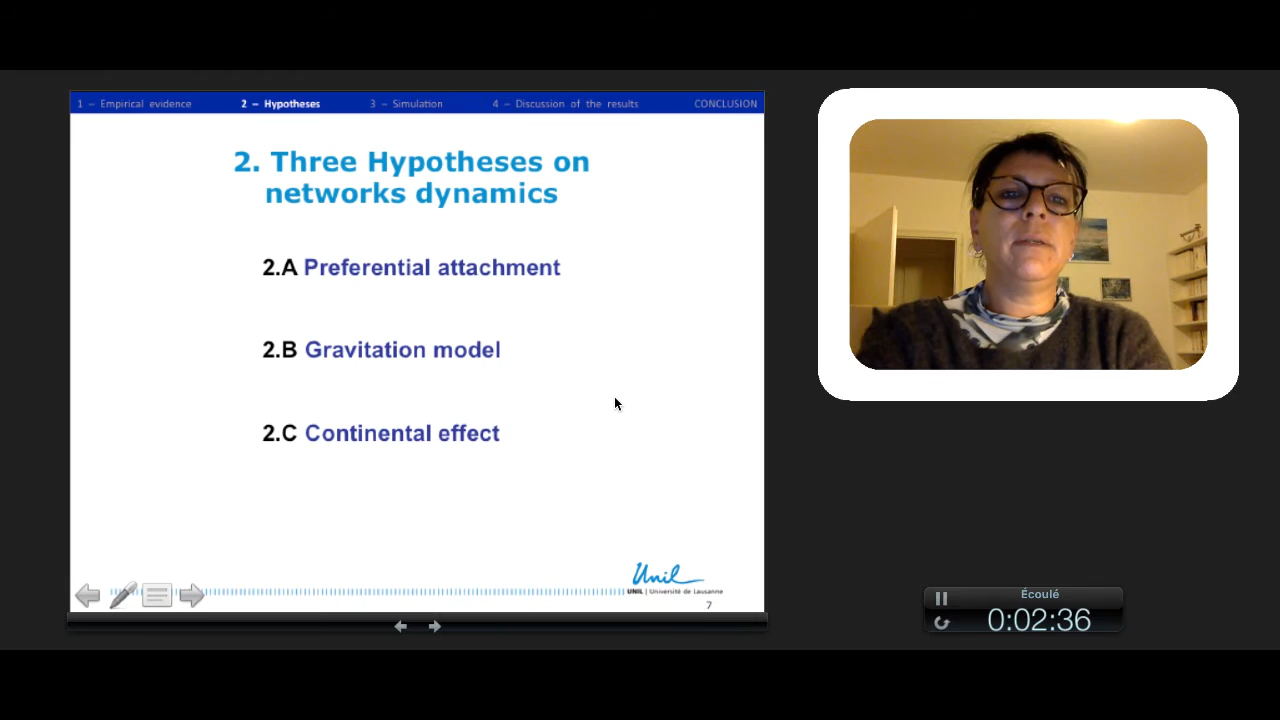 1 – Empirical evidence 2 – Hypotheses 3 – Simulation 4 – Discussion of the results CONCLUSION
2. Three Hypotheses on
networks dynamics
2.A Preferential attachment
2.B Gravitation model
2.C Continental effect
Unil
UNIL | Université de Lausanne
7
Écoulé
0:02:36